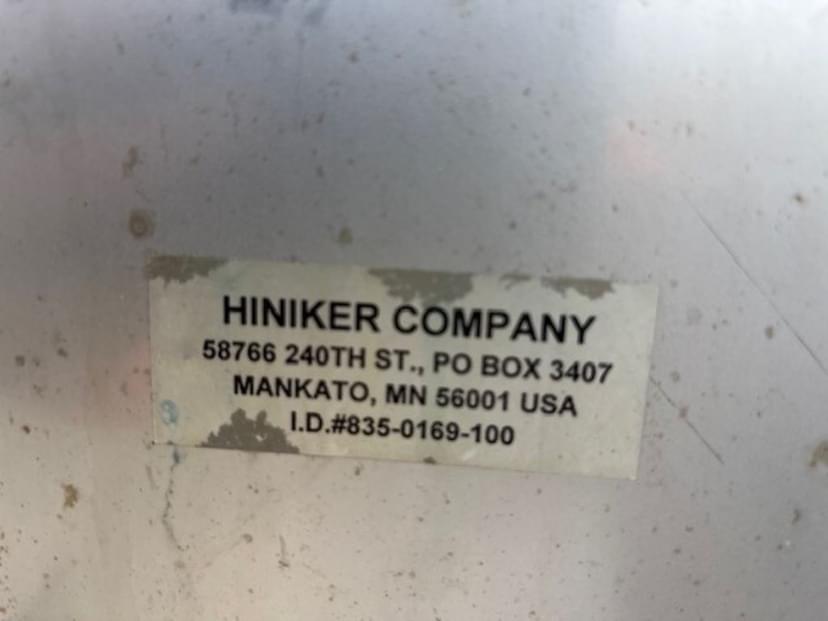 HINIKER COMPANY
58766 240TH ST., PO BOX 3407
MANKATO, MN 56001 USA
I.D.#835-0169-100